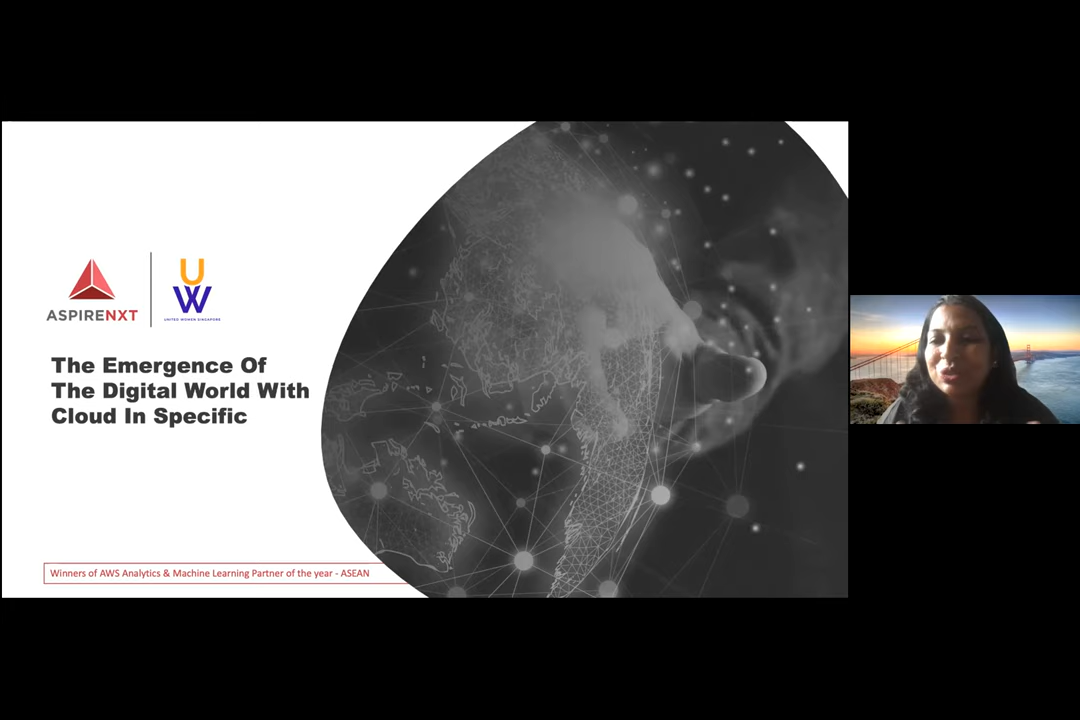 ASPIRENXT
UW
UNITED WOMEN SINGAPORE
The Emergence Of
The Digital World With
Cloud In Specific
Winners of AWS Analytics & Machine Learning Partner of the year - ASEAN